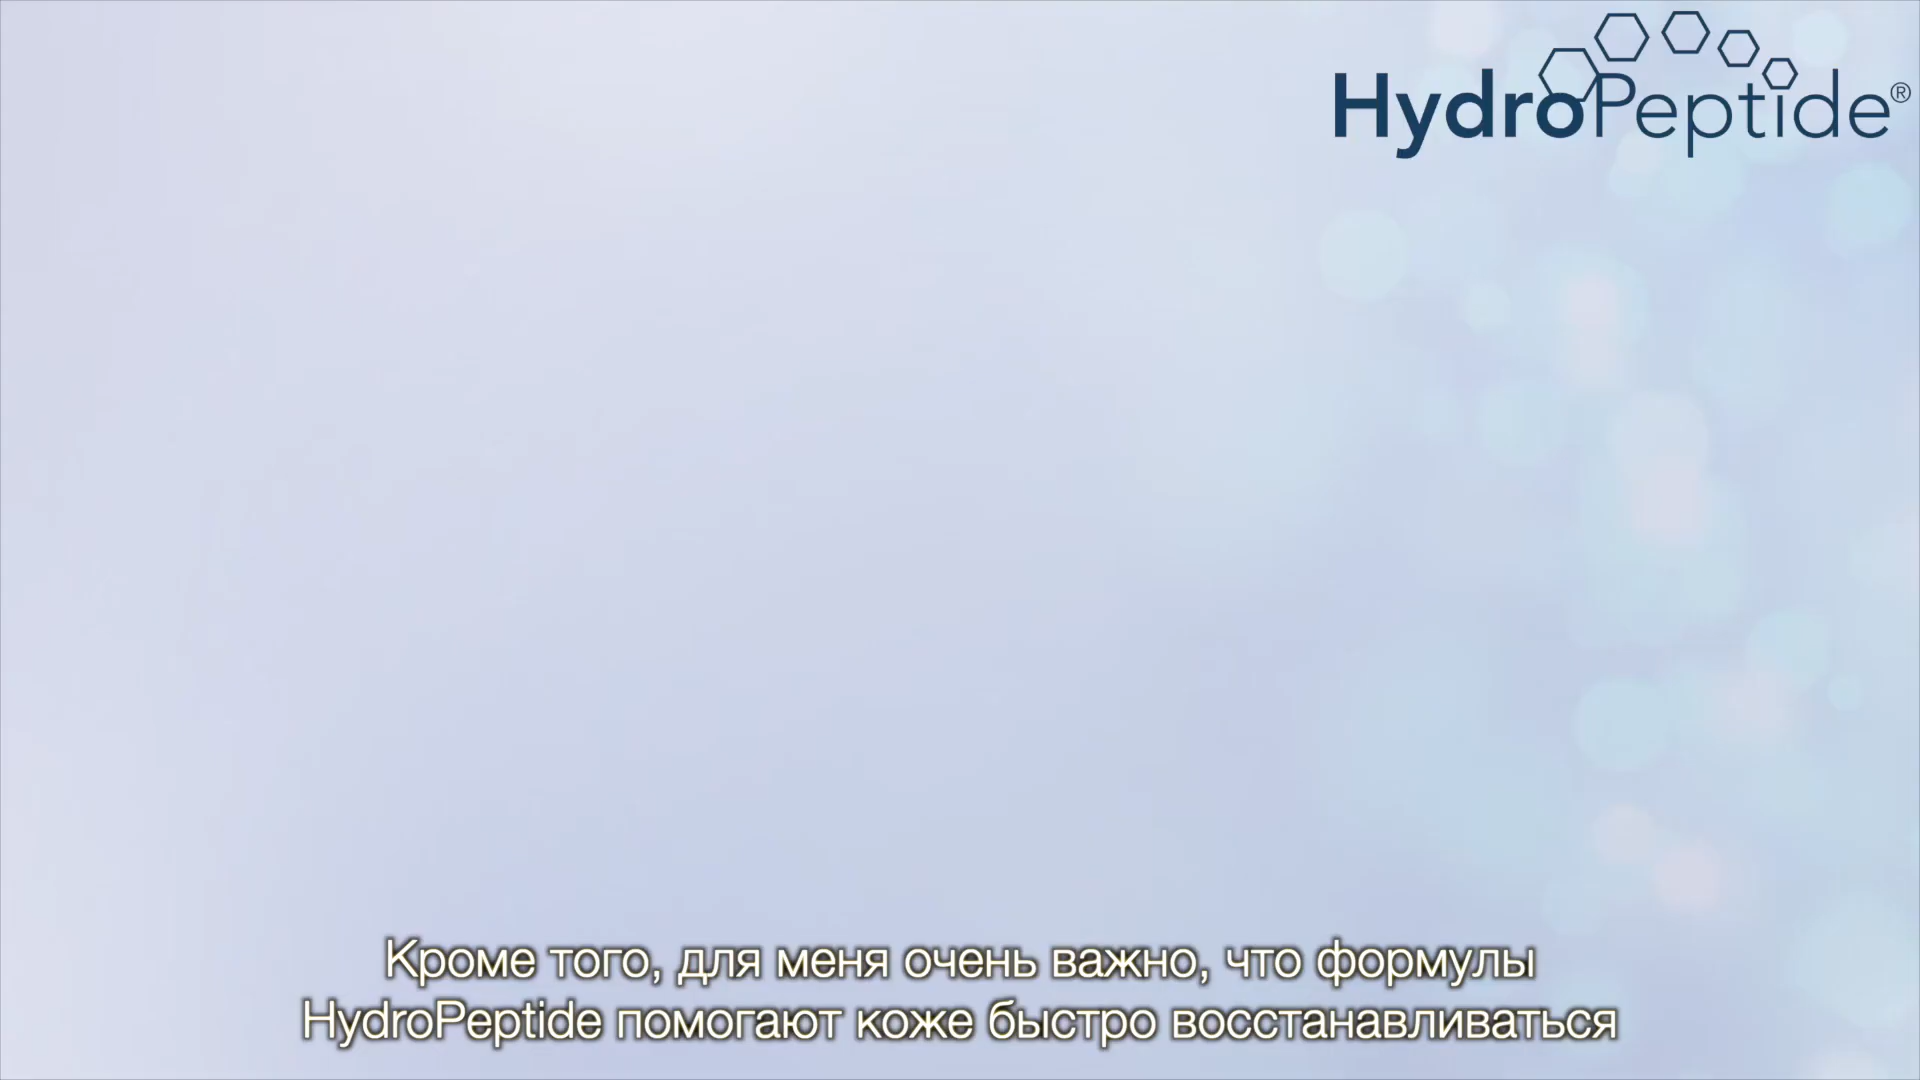 HydroPeptide®
Кроме того, для меня очень важно, что формулы
HydroPeptide помогают коже быстро восстанавливаться